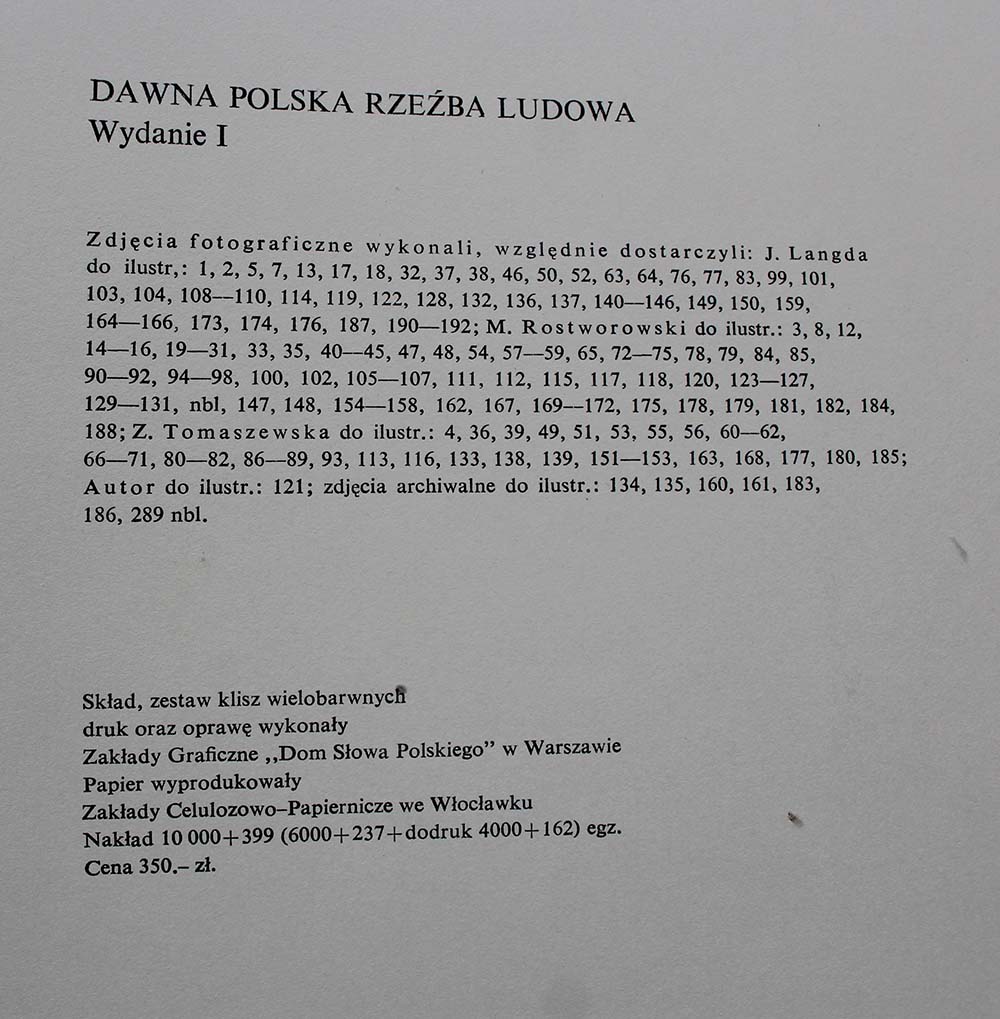 DAWNA POLSKA RZEŹBA LUDOWA
Wydanie I
Zdjęcia fotograficzne wykonali, względnie dostarczyli: J. Langda
do ilustr,: 1, 2, 5, 7, 13, 17, 18, 32, 37, 38, 46, 50, 52, 63, 64, 76, 77, 83, 99, 101,
103, 104, 108—110, 114, 119, 122, 128, 132, 136, 137, 140—146, 149, 150, 159,
164—166, 173, 174, 176, 187, 190—192; M. Rostworowski do ilustr.: 3, 8, 12,
14—16, 19—31, 33, 35, 40—45, 47, 48, 54, 57—59, 65, 72—75, 78, 79, 84, 85,
90—92, 94—98, 100, 102, 105—107, 111, 112, 115, 117, 118, 120, 123—127,
129—131, nbl, 147, 148, 154—158, 162, 167, 169—172, 175, 178, 179, 181, 182, 184,
188; Z. Tomaszewska do ilustr.: 4, 36, 39, 49, 51, 53, 55, 56, 60—62,
66—71, 80—82, 86—89, 93, 113, 116, 133, 138, 139, 151—153, 163, 168, 177, 180, 185;
Autor do ilustr.: 121; zdjęcia archiwalne do ilustr.: 134, 135, 160, 161, 183,
186, 289 nbl.
Skład, zestaw klisz wielobarwnych
druk oraz oprawę wykonały
Zakłady Graficzne „Dom Słowa Polskiego” w Warszawie
Papier wyprodukowały
Zakłady Celulozowo–Papiernicze we Włocławku
Nakład 10 000+399 (6000+237+dodruk 4000+162) egz.
Cena 350.– zł.